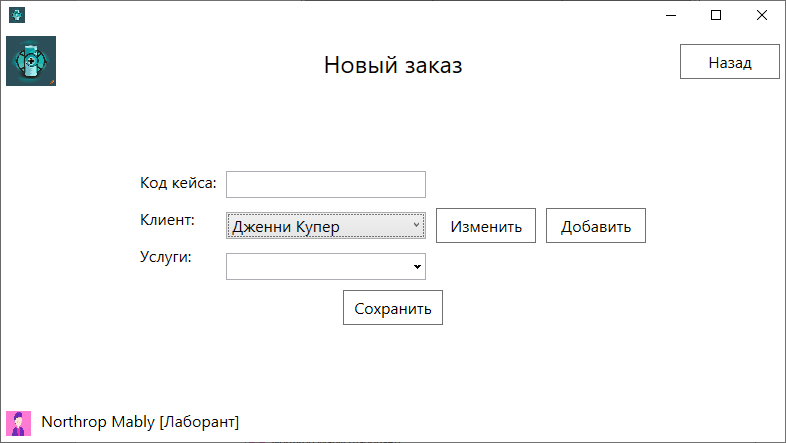 Новый заказ
Назад
Код кейса:
Клиент:
Дженни Купер
Изменить
Добавить
Услуги:
Сохранить
Northrop Mably [Лаборант]